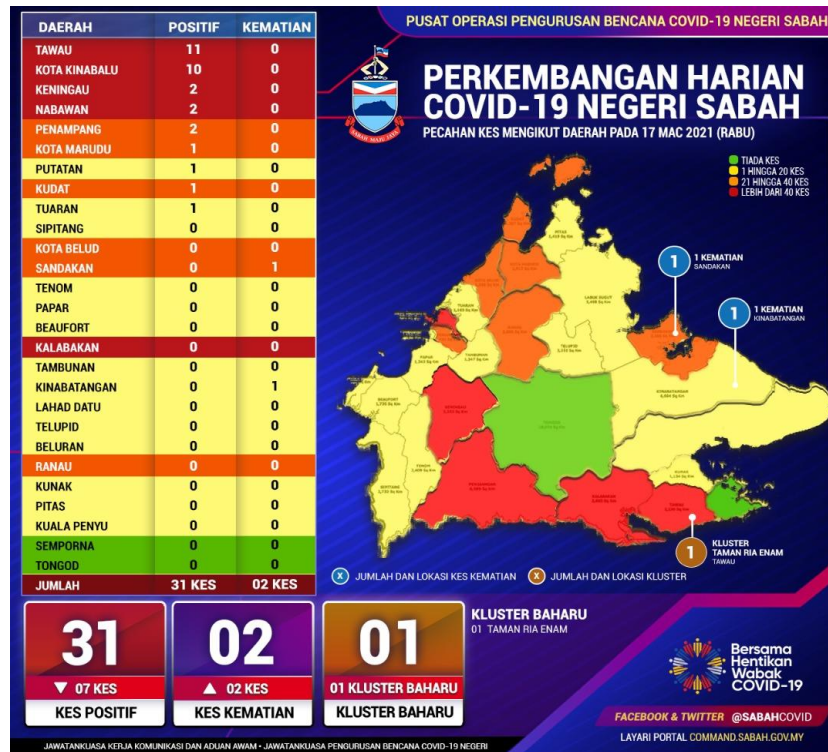 PUSAT OPERASI PENGURUSAN BENCANA COVID-19 NEGERI SABAH
PERKEMBANGAN HARIAN
COVID-19 NEGERI SABAH
PECAHAN KES MENGIKUT DAERAH PADA 17 MAC 2021 (RABU)
SABAH MAJU JAYA
DAERAH POSITIF KEMATIAN
TAWAU 11 0
KOTA KINABALU 10 0
KENINGAU 2 0
NABAWAN 2 0
PENAMPANG 2 0
KOTA MARUDU 1 0
PUTATAN 1 0
KUDAT 1 0
TUARAN 1 0
SIPITANG 0 0
KOTA BELUD 0 0
SANDAKAN 0 1
TENOM 0 0
PAPAR 0 0
BEAUFORT 0 0
KALABAKAN 0 0
TAMBUNAN 0 0
KINABATANGAN 0 1
LAHAD DATU 0 0
TELUPID 0 0
BELURAN 0 0
RANAU 0 0
KUNAK 0 0
PITAS 0 0
KUALA PENYU 0 0
SEMPORNA 0 0
TONGOD 0 0
JUMLAH 31 KES 02 KES
TIADA KES
1 HINGGA 20 KES
21 HINGGA 40 KES
LEBIH DARI 40 KES
1
1 KEMATIAN
SANDAKAN
1
1 KEMATIAN
KINABATANGAN
1
KLUSTER
TAMAN RIA ENAM
TAWAU
X JUMLAH DAN LOKASI KES KEMATIAN
X JUMLAH DAN LOKASI KLUSTER
31
▼ 07 KES
KES POSITIF
02
▲ 02 KES
KES KEMATIAN
01
01 KLUSTER BAHARU
KLUSTER BAHARU
KLUSTER BAHARU
01 TAMAN RIA ENAM
Bersama
Hentikan
Wabak
COVID-19
FACEBOOK & TWITTER @SABAHCOVID
LAYARI PORTAL COMMAND.SABAH.GOV.MY
JAWATANKUASA KERJA KOMUNIKASI DAN ADUAN AWAM • JAWATANKUASA PENGURUSAN BENCANA COVID-19 NEGERI